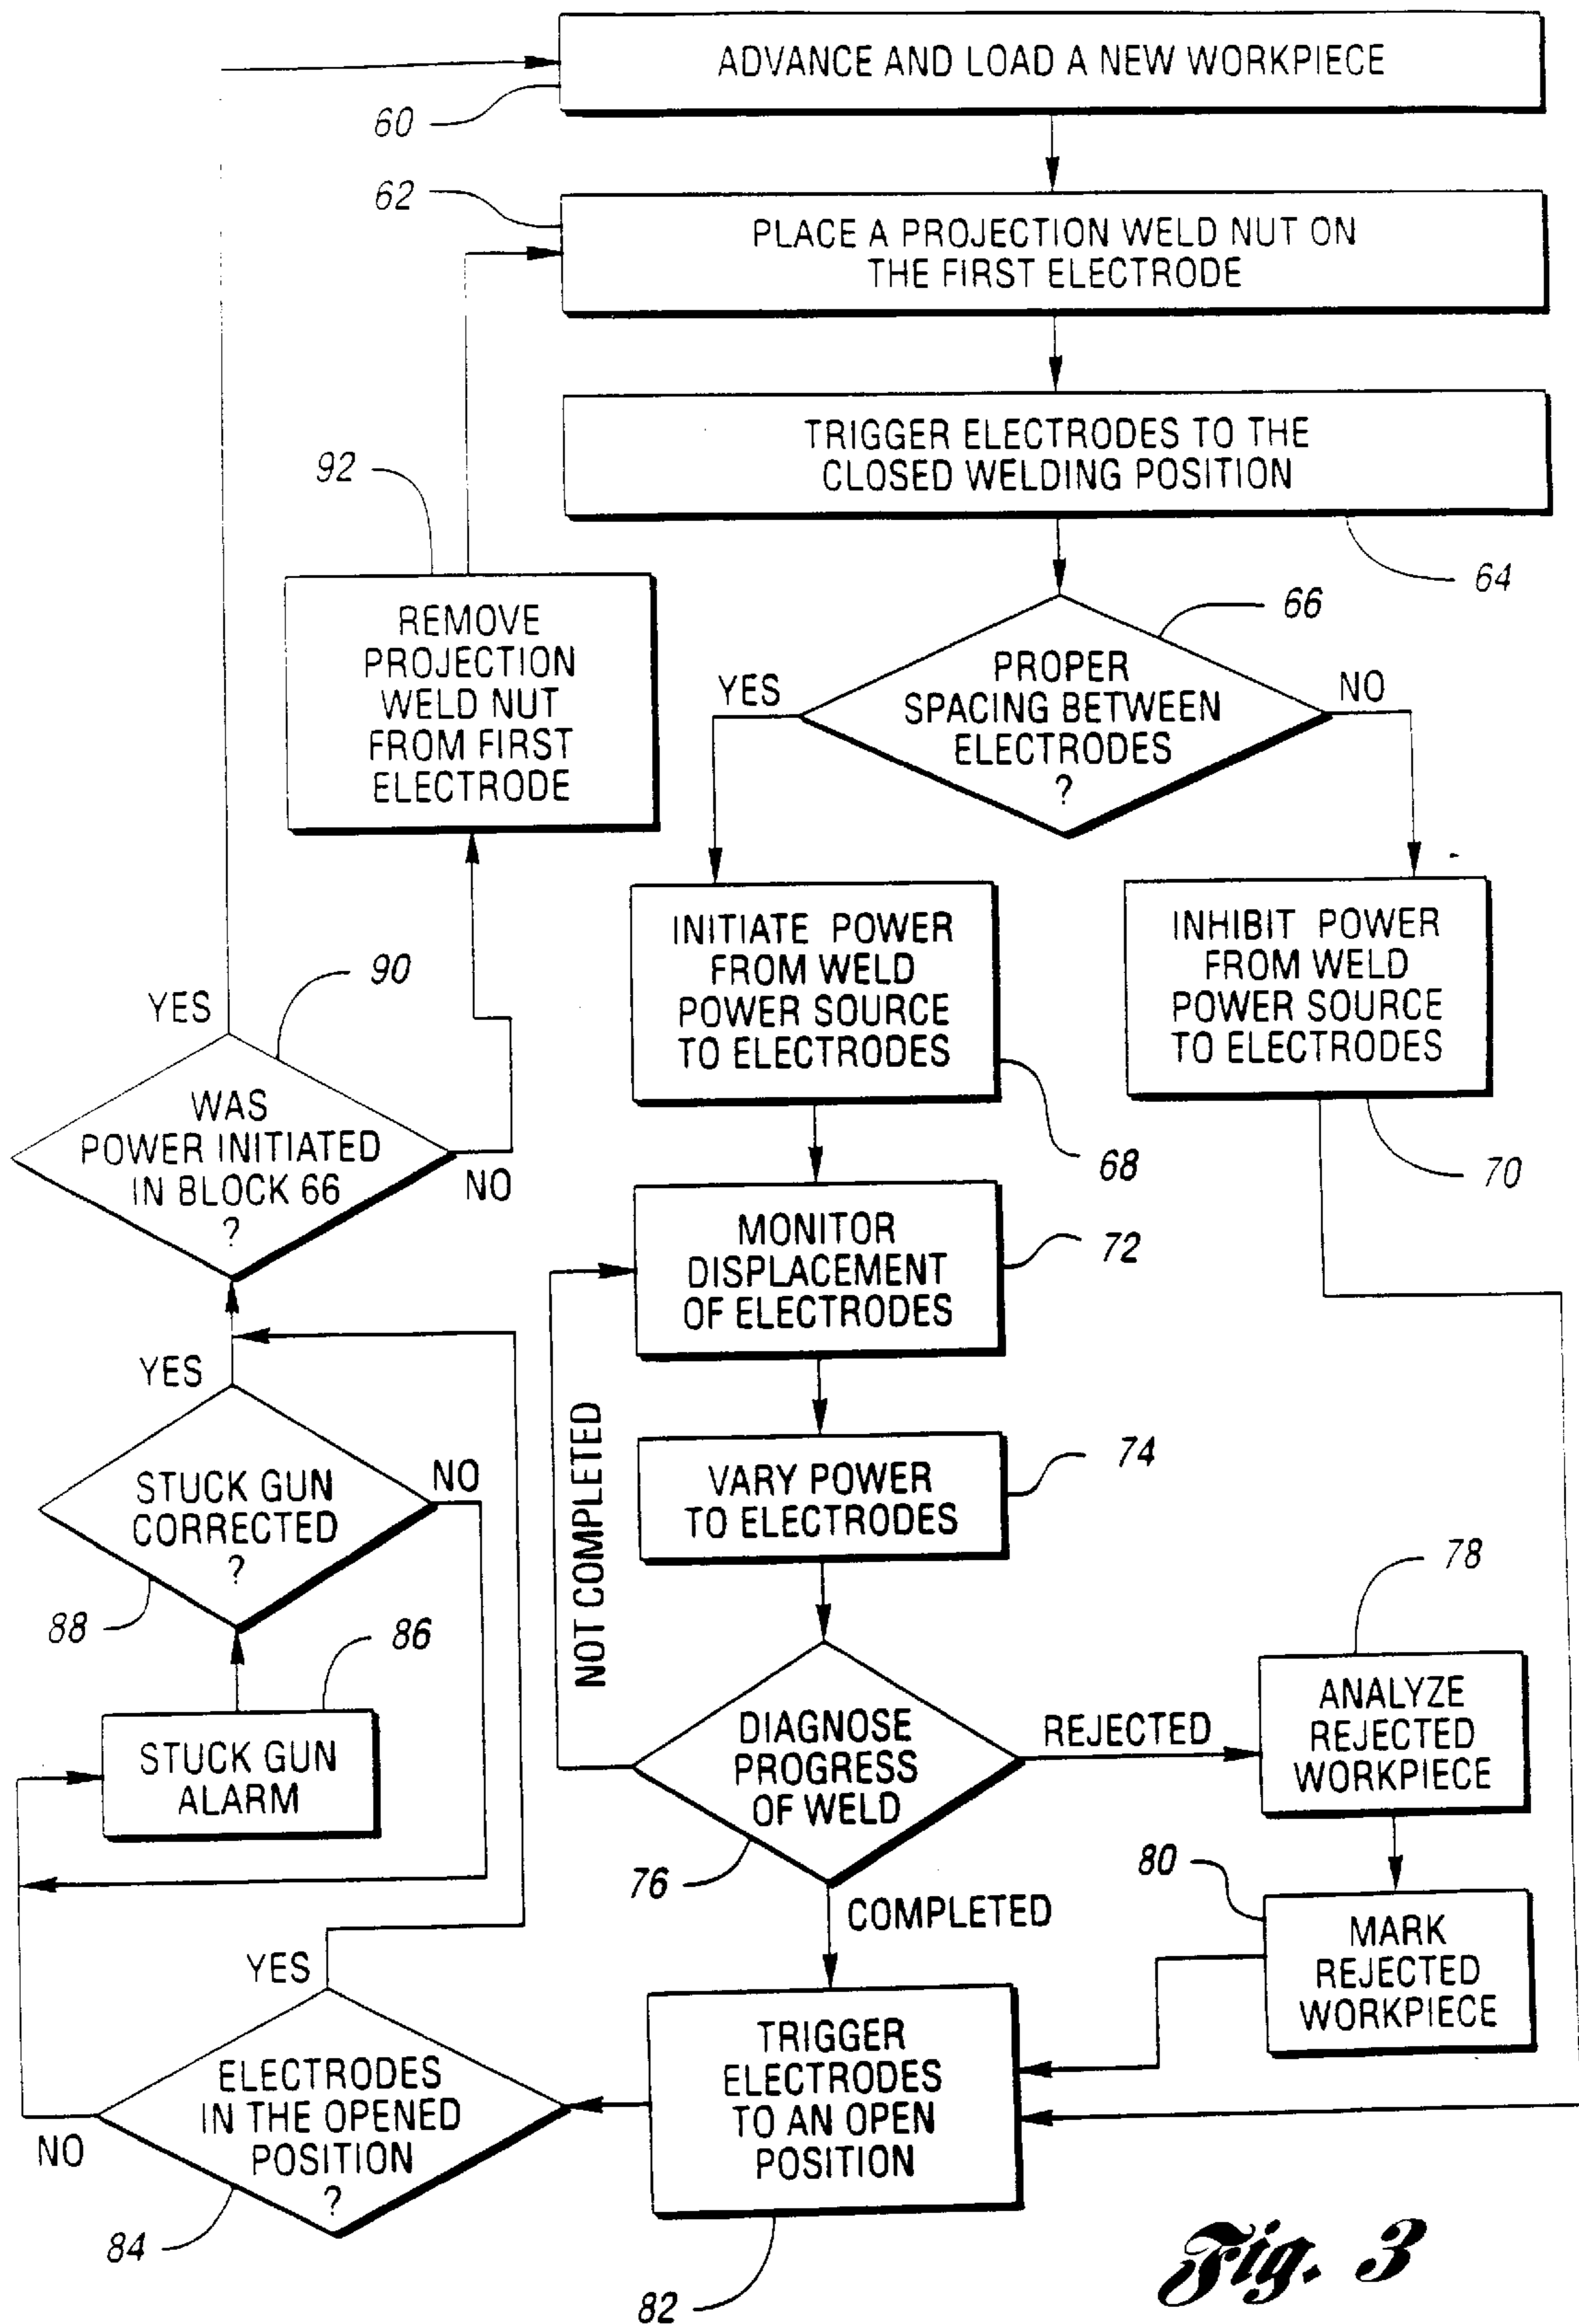 ADVANCE AND LOAD A NEW WORKPIECE
60
62
PLACE A PROJECTION WELD NUT ON
THE FIRST ELECTRODE
TRIGGER ELECTRODES TO THE
CLOSED WELDING POSITION
64
92
REMOVE
PROJECTION
WELD NUT
FROM FIRST
ELECTRODE
66
PROPER
SPACING BETWEEN
ELECTRODES
?
YES
NO
INITIATE POWER
FROM WELD
POWER SOURCE
TO ELECTRODES
68
INHIBIT POWER
FROM WELD
POWER SOURCE
TO ELECTRODES
70
90
YES
WAS
POWER INITIATED
IN BLOCK 66
?
NO
MONITOR
DISPLACEMENT
OF ELECTRODES
72
NOT COMPLETED
VARY POWER
TO ELECTRODES
74
YES
STUCK GUN
CORRECTED
?
NO
88
86
STUCK GUN
ALARM
DIAGNOSE
PROGRESS
OF WELD
76
REJECTED
78
ANALYZE
REJECTED
WORKPIECE
80
MARK
REJECTED
WORKPIECE
COMPLETED
TRIGGER
ELECTRODES
TO AN OPEN
POSITION
82
YES
ELECTRODES
IN THE OPENED
POSITION
?
NO
84
Fig. 3